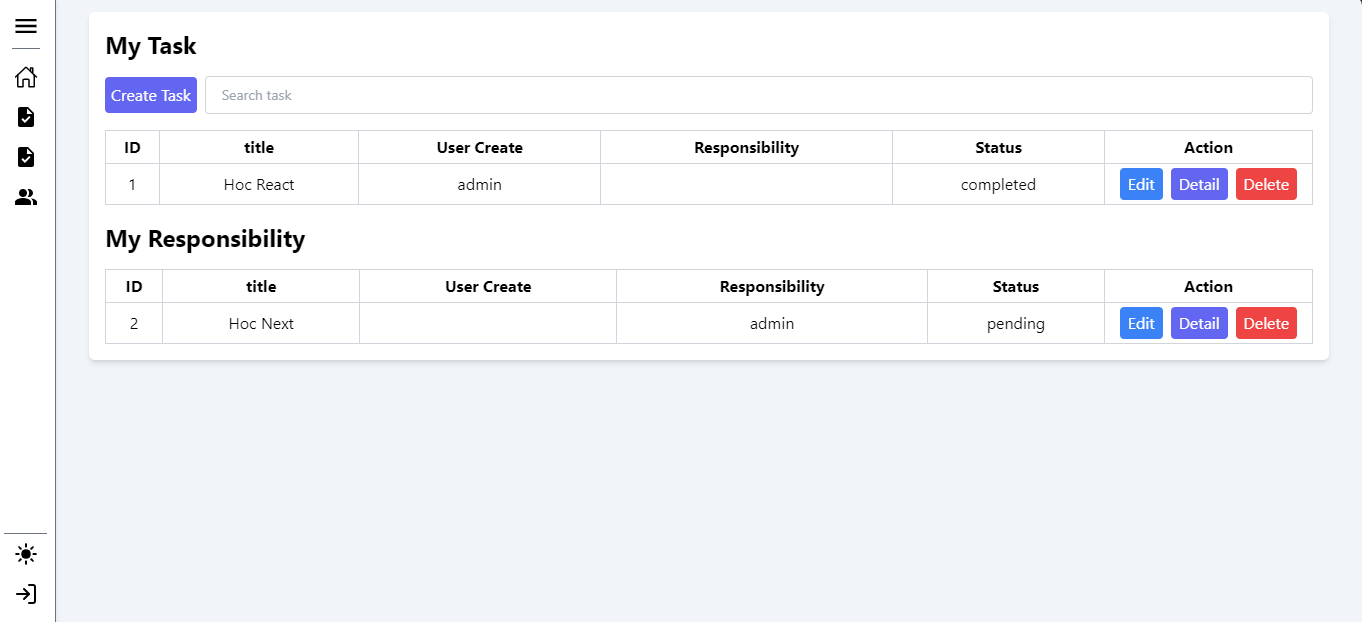 My Task
Create Task Search task
ID title User Create Responsibility Status Action
1 Hoc React admin completed Edit Detail Delete
My Responsibility
ID title User Create Responsibility Status Action
2 Hoc Next admin pending Edit Detail Delete